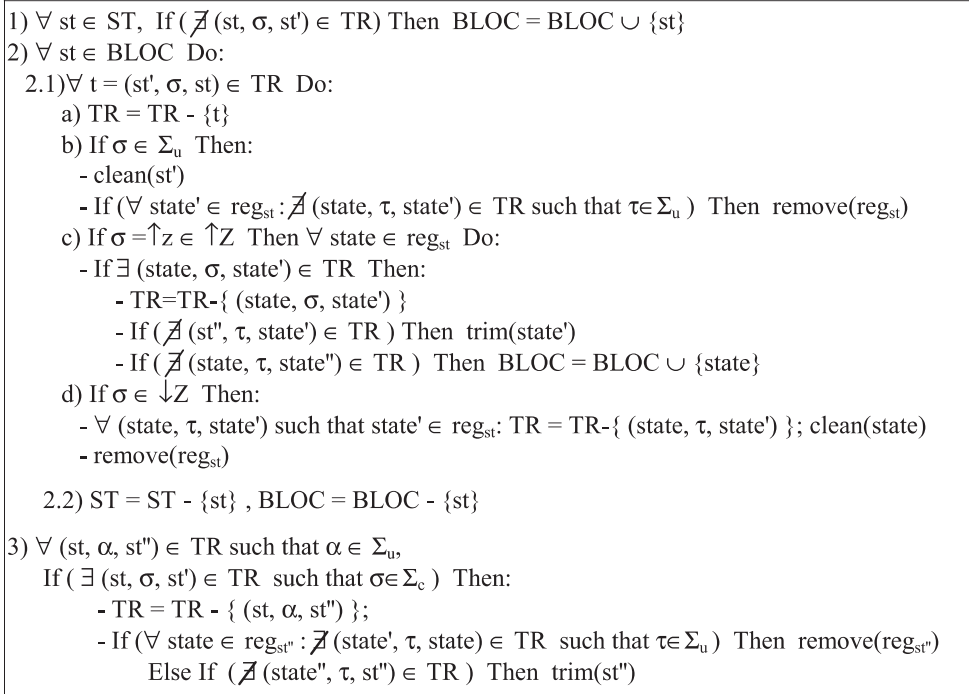 1) ∀ st ∈ ST, If ( ∄ (st, σ, st') ∈ TR) Then BLOC = BLOC ∪ {st}
2) ∀ st ∈ BLOC Do:
2.1)∀ t = (st', σ, st) ∈ TR Do:
a) TR = TR - {t}
b) If σ ∈ Σu Then:
- clean(st')
- If (∀ state' ∈ regst : ∄ (state, τ, state') ∈ TR such that τ∈ Σu ) Then remove(regst)
c) If σ =↑z ∈ ↑Z Then ∀ state ∈ regst Do:
- If ∃ (state, σ, state') ∈ TR Then:
- TR=TR-{ (state, σ, state') }
- If ( ∄ (st'', τ, state') ∈ TR ) Then trim(state')
- If ( ∄ (state, τ, state'') ∈ TR ) Then BLOC = BLOC ∪ {state}
d) If σ ∈ ↓Z Then:
- ∀ (state, τ, state') such that state' ∈ regst: TR = TR-{ (state, τ, state') }; clean(state)
- remove(regst)
2.2) ST = ST - {st} , BLOC = BLOC - {st}
3) ∀ (st, α, st'') ∈ TR such that α ∈ Σu,
If ( ∃ (st, σ, st') ∈ TR such that σ∈ Σc ) Then:
- TR = TR - { (st, α, st'') };
- If (∀ state ∈ regst'' : ∄ (state', τ, state) ∈ TR such that τ∈ Σu ) Then remove(regst'')
Else If ( ∄ (state'', τ, st'') ∈ TR ) Then trim(st'')